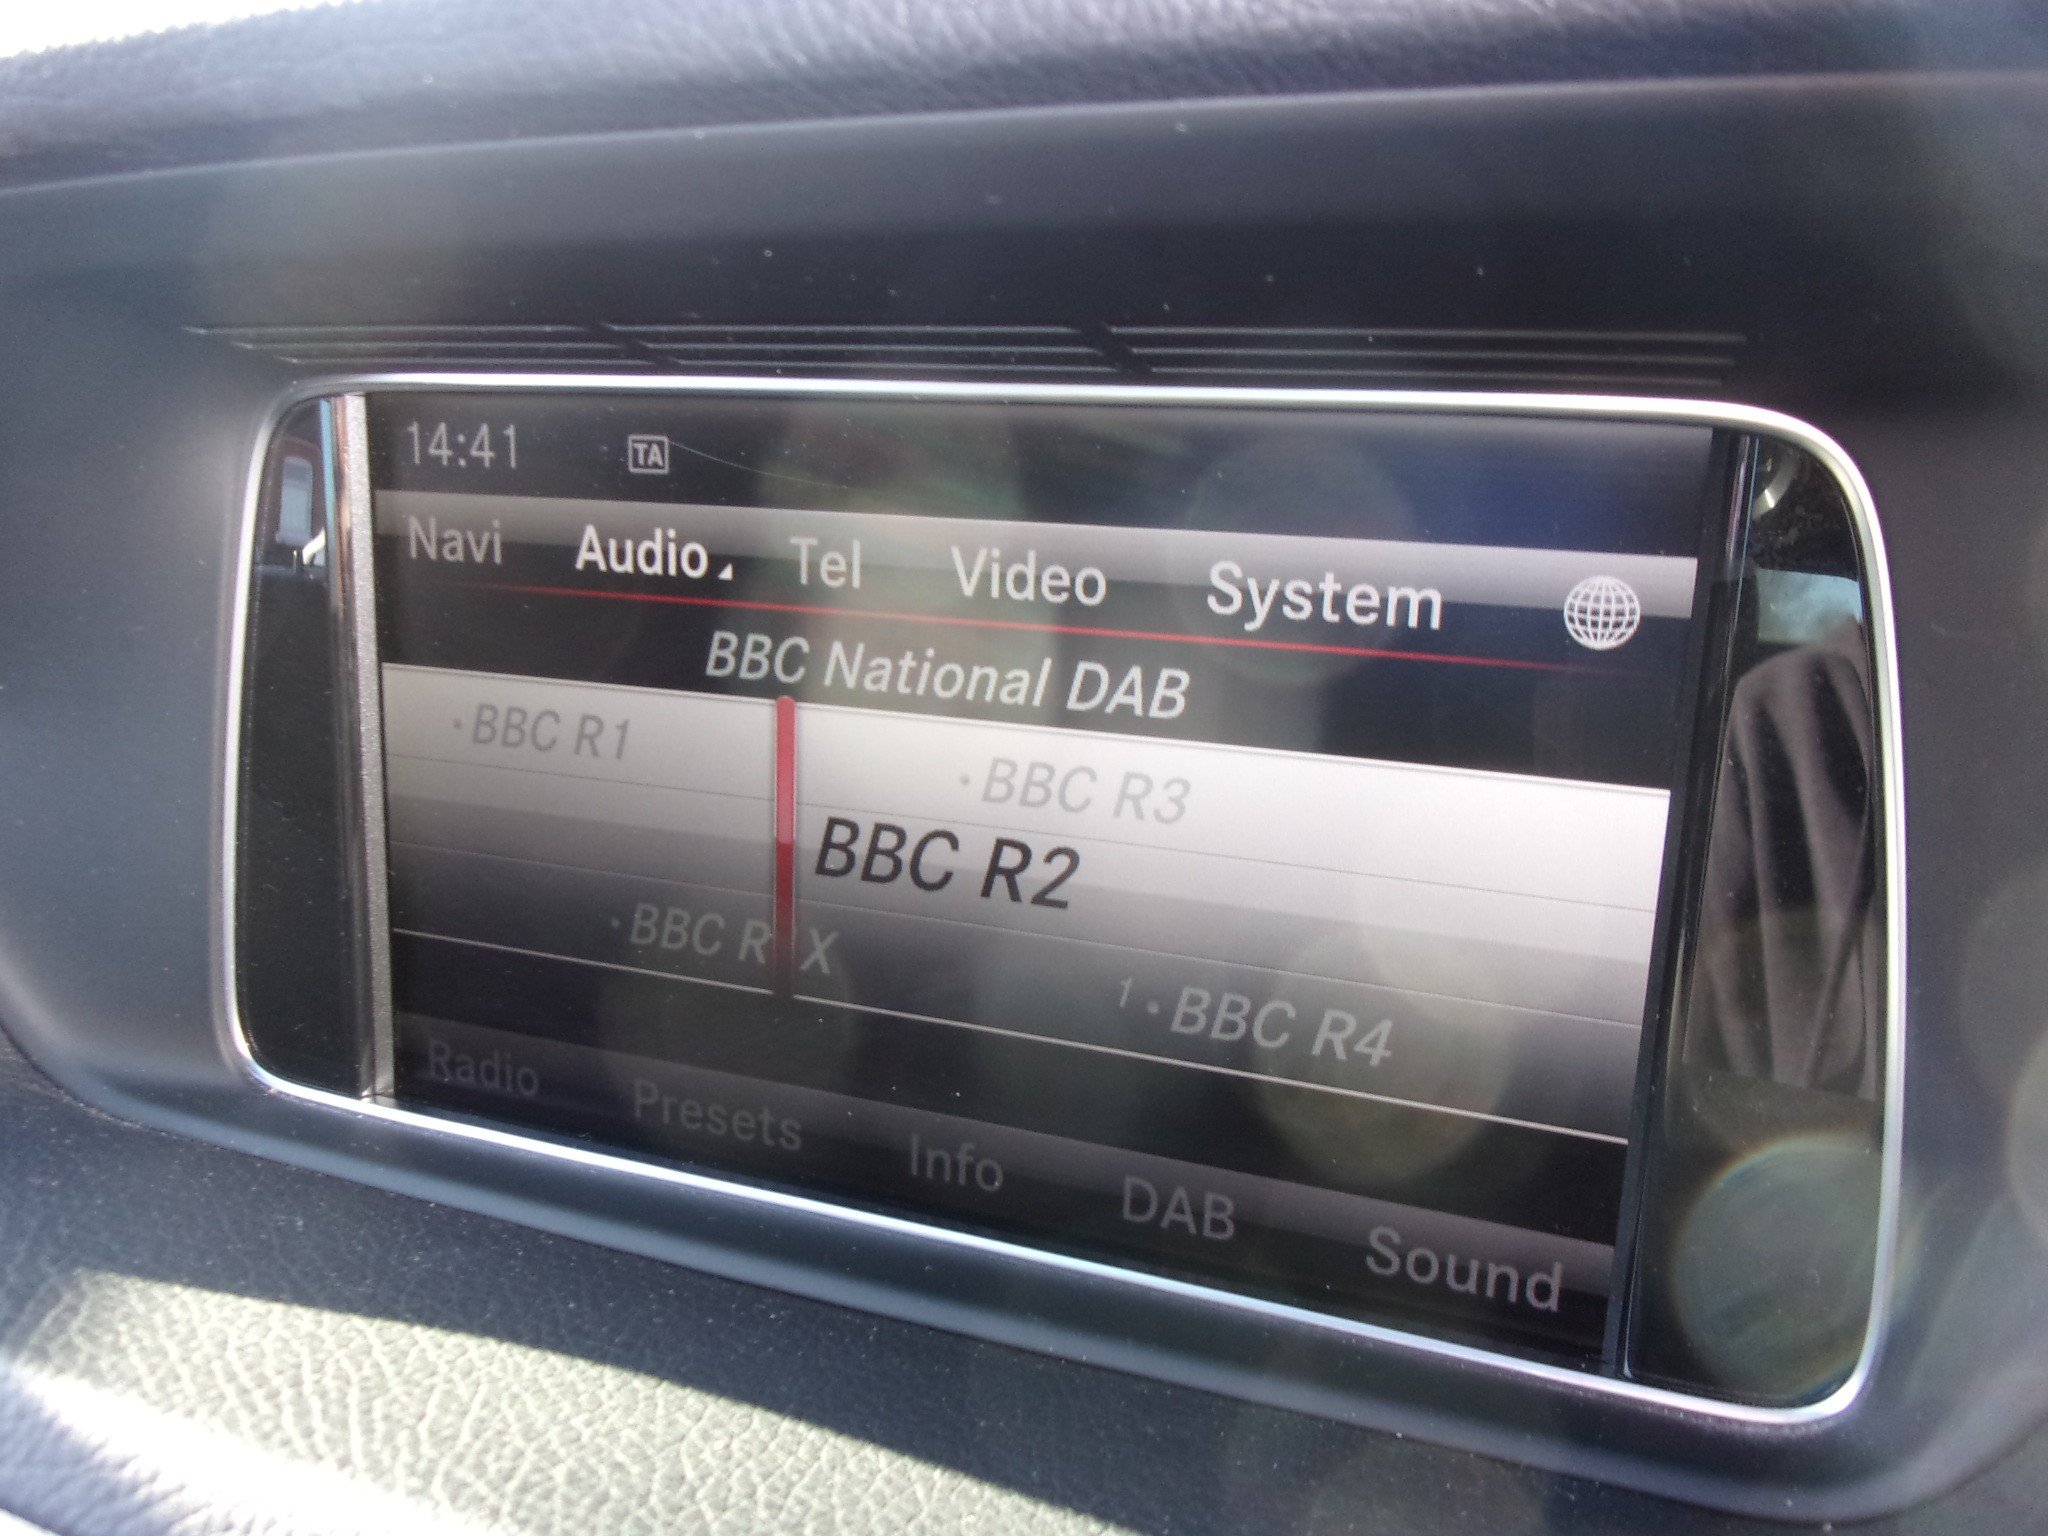 14:41 TA
Navi Audio Tel Video System
BBC National DAB
·BBC R1 ·BBC R3
BBC R2
·BBC R X 1 ·BBC R4
Radio Presets Info DAB Sound